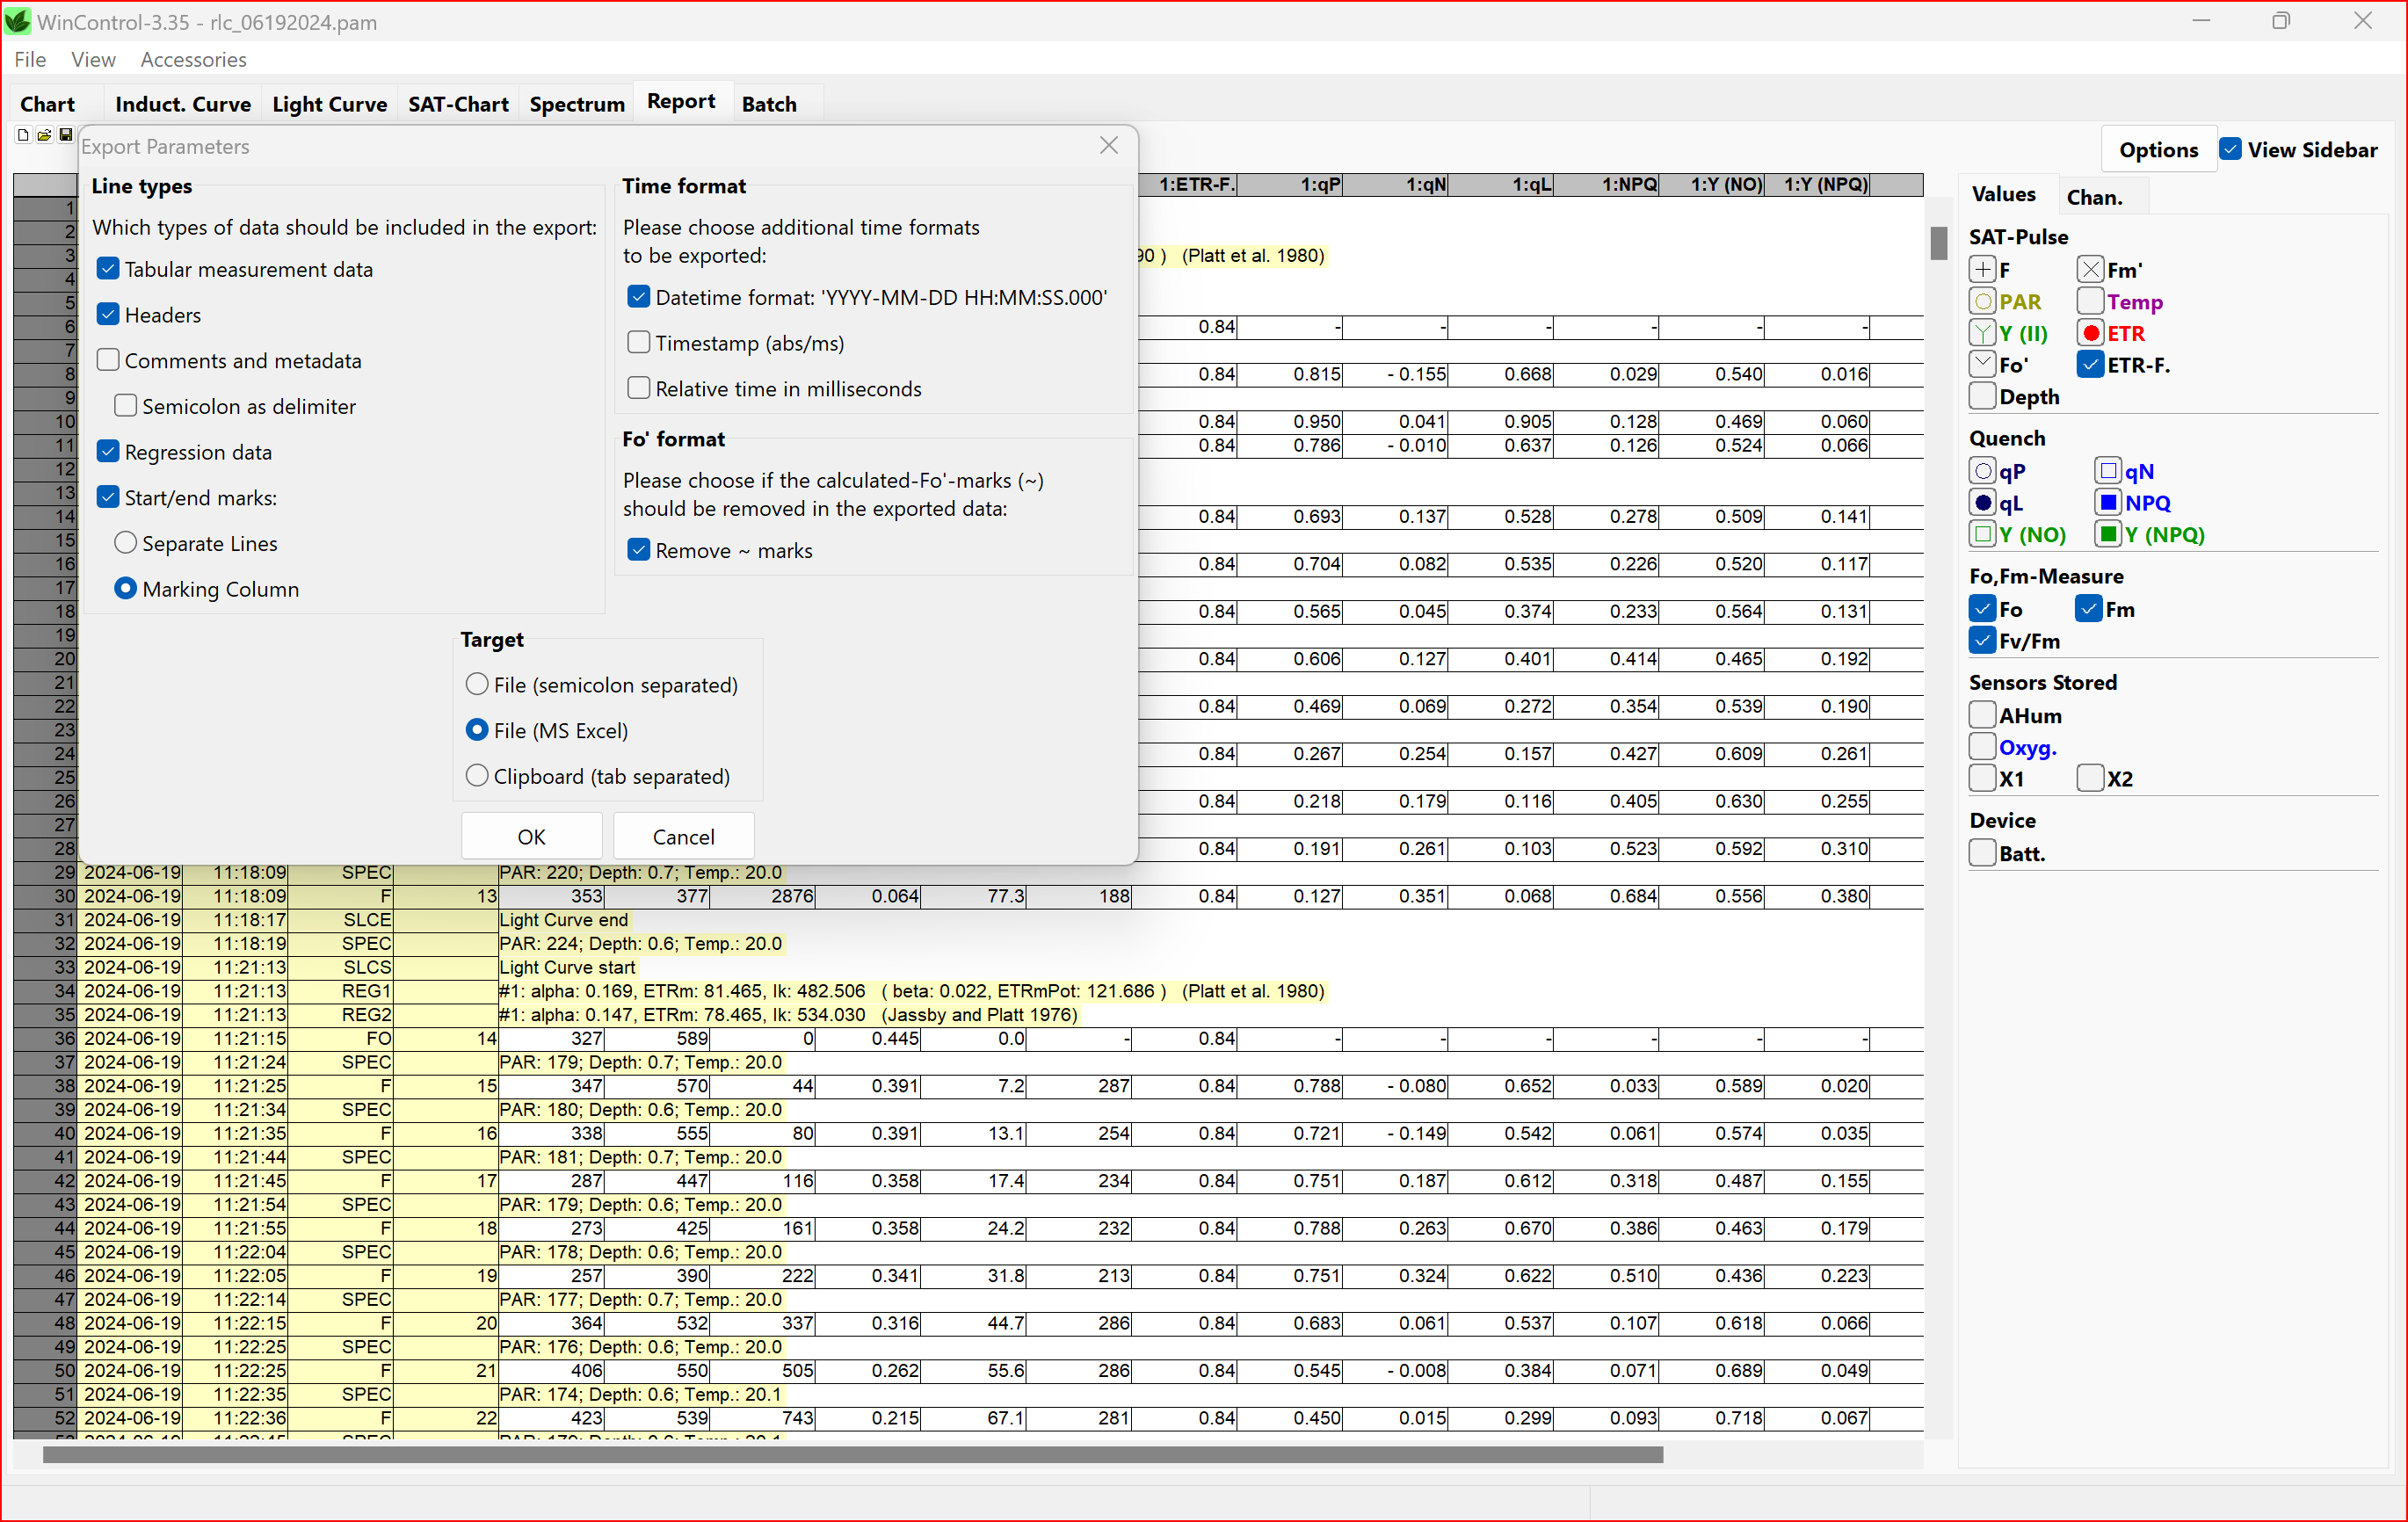 WinControl-3.35 - rlc_06192024.pam
File View Accessories
Chart Induct. Curve Light Curve SAT-Chart Spectrum Report Batch
Options View Sidebar
Export Parameters
Line types
Which types of data should be included in the export:
Tabular measurement data
Headers
Comments and metadata
Semicolon as delimiter
Regression data
Start/end marks:
Separate Lines
Marking Column
Time format
Please choose additional time formats
to be exported:
Datetime format: 'YYYY-MM-DD HH:MM:SS.000'
Timestamp (abs/ms)
Relative time in milliseconds
Fo' format
Please choose if the calculated-Fo'-marks (~)
should be removed in the exported data:
Remove ~ marks
Target
File (semicolon separated)
File (MS Excel)
Clipboard (tab separated)
OK Cancel
1:ETR-F. 1:qP 1:qN 1:qL 1:NPQ 1:Y (NO) 1:Y (NPQ)
1
2
3 90 ) (Platt et al. 1980)
4
5
6 0.84 - - - - - -
7
8 0.84 0.815 - 0.155 0.668 0.029 0.540 0.016
9
10 0.84 0.950 0.041 0.905 0.128 0.469 0.060
11 0.84 0.786 - 0.010 0.637 0.126 0.524 0.066
12
13
14 0.84 0.693 0.137 0.528 0.278 0.509 0.141
15
16 0.84 0.704 0.082 0.535 0.226 0.520 0.117
17
18 0.84 0.565 0.045 0.374 0.233 0.564 0.131
19
20 0.84 0.606 0.127 0.401 0.414 0.465 0.192
21
22 0.84 0.469 0.069 0.272 0.354 0.539 0.190
23
24 0.84 0.267 0.254 0.157 0.427 0.609 0.261
25
26 0.84 0.218 0.179 0.116 0.405 0.630 0.255
27
28 0.84 0.191 0.261 0.103 0.523 0.592 0.310
29 2024-06-19 11:18:09 SPEC PAR: 220; Depth: 0.7; Temp.: 20.0
30 2024-06-19 11:18:09 F 13 353 377 2876 0.064 77.3 188 0.84 0.127 0.351 0.068 0.684 0.556 0.380
31 2024-06-19 11:18:17 SLCE Light Curve end
32 2024-06-19 11:18:19 SPEC PAR: 224; Depth: 0.6; Temp.: 20.0
33 2024-06-19 11:21:13 SLCS Light Curve start
34 2024-06-19 11:21:13 REG1 #1: alpha: 0.169, ETRm: 81.465, Ik: 482.506 ( beta: 0.022, ETRmPot: 121.686 ) (Platt et al. 1980)
35 2024-06-19 11:21:13 REG2 #1: alpha: 0.147, ETRm: 78.465, Ik: 534.030 (Jassby and Platt 1976)
36 2024-06-19 11:21:15 FO 14 327 589 0 0.445 0.0 - 0.84 - - - - - -
37 2024-06-19 11:21:24 SPEC PAR: 179; Depth: 0.7; Temp.: 20.0
38 2024-06-19 11:21:25 F 15 347 570 44 0.391 7.2 287 0.84 0.788 - 0.080 0.652 0.033 0.589 0.020
39 2024-06-19 11:21:34 SPEC PAR: 180; Depth: 0.6; Temp.: 20.0
40 2024-06-19 11:21:35 F 16 338 555 80 0.391 13.1 254 0.84 0.721 - 0.149 0.542 0.061 0.574 0.035
41 2024-06-19 11:21:44 SPEC PAR: 181; Depth: 0.7; Temp.: 20.0
42 2024-06-19 11:21:45 F 17 287 447 116 0.358 17.4 234 0.84 0.751 0.187 0.612 0.318 0.487 0.155
43 2024-06-19 11:21:54 SPEC PAR: 179; Depth: 0.6; Temp.: 20.0
44 2024-06-19 11:21:55 F 18 273 425 161 0.358 24.2 232 0.84 0.788 0.263 0.670 0.386 0.463 0.179
45 2024-06-19 11:22:04 SPEC PAR: 178; Depth: 0.6; Temp.: 20.0
46 2024-06-19 11:22:05 F 19 257 390 222 0.341 31.8 213 0.84 0.751 0.324 0.622 0.510 0.436 0.223
47 2024-06-19 11:22:14 SPEC PAR: 177; Depth: 0.7; Temp.: 20.0
48 2024-06-19 11:22:15 F 20 364 532 337 0.316 44.7 286 0.84 0.683 0.061 0.537 0.107 0.618 0.066
49 2024-06-19 11:22:25 SPEC PAR: 176; Depth: 0.6; Temp.: 20.0
50 2024-06-19 11:22:25 F 21 406 550 505 0.262 55.6 286 0.84 0.545 - 0.008 0.384 0.071 0.689 0.049
51 2024-06-19 11:22:35 SPEC PAR: 174; Depth: 0.6; Temp.: 20.1
52 2024-06-19 11:22:36 F 22 423 539 743 0.215 67.1 281 0.84 0.450 0.015 0.299 0.093 0.718 0.067
Values Chan.
SAT-Pulse
F Fm'
PAR Temp
Y (II) ETR
Fo' ETR-F.
Depth
Quench
qP qN
qL NPQ
Y (NO) Y (NPQ)
Fo,Fm-Measure
Fo Fm
Fv/Fm
Sensors Stored
AHum
Oxyg.
X1 X2
Device
Batt.